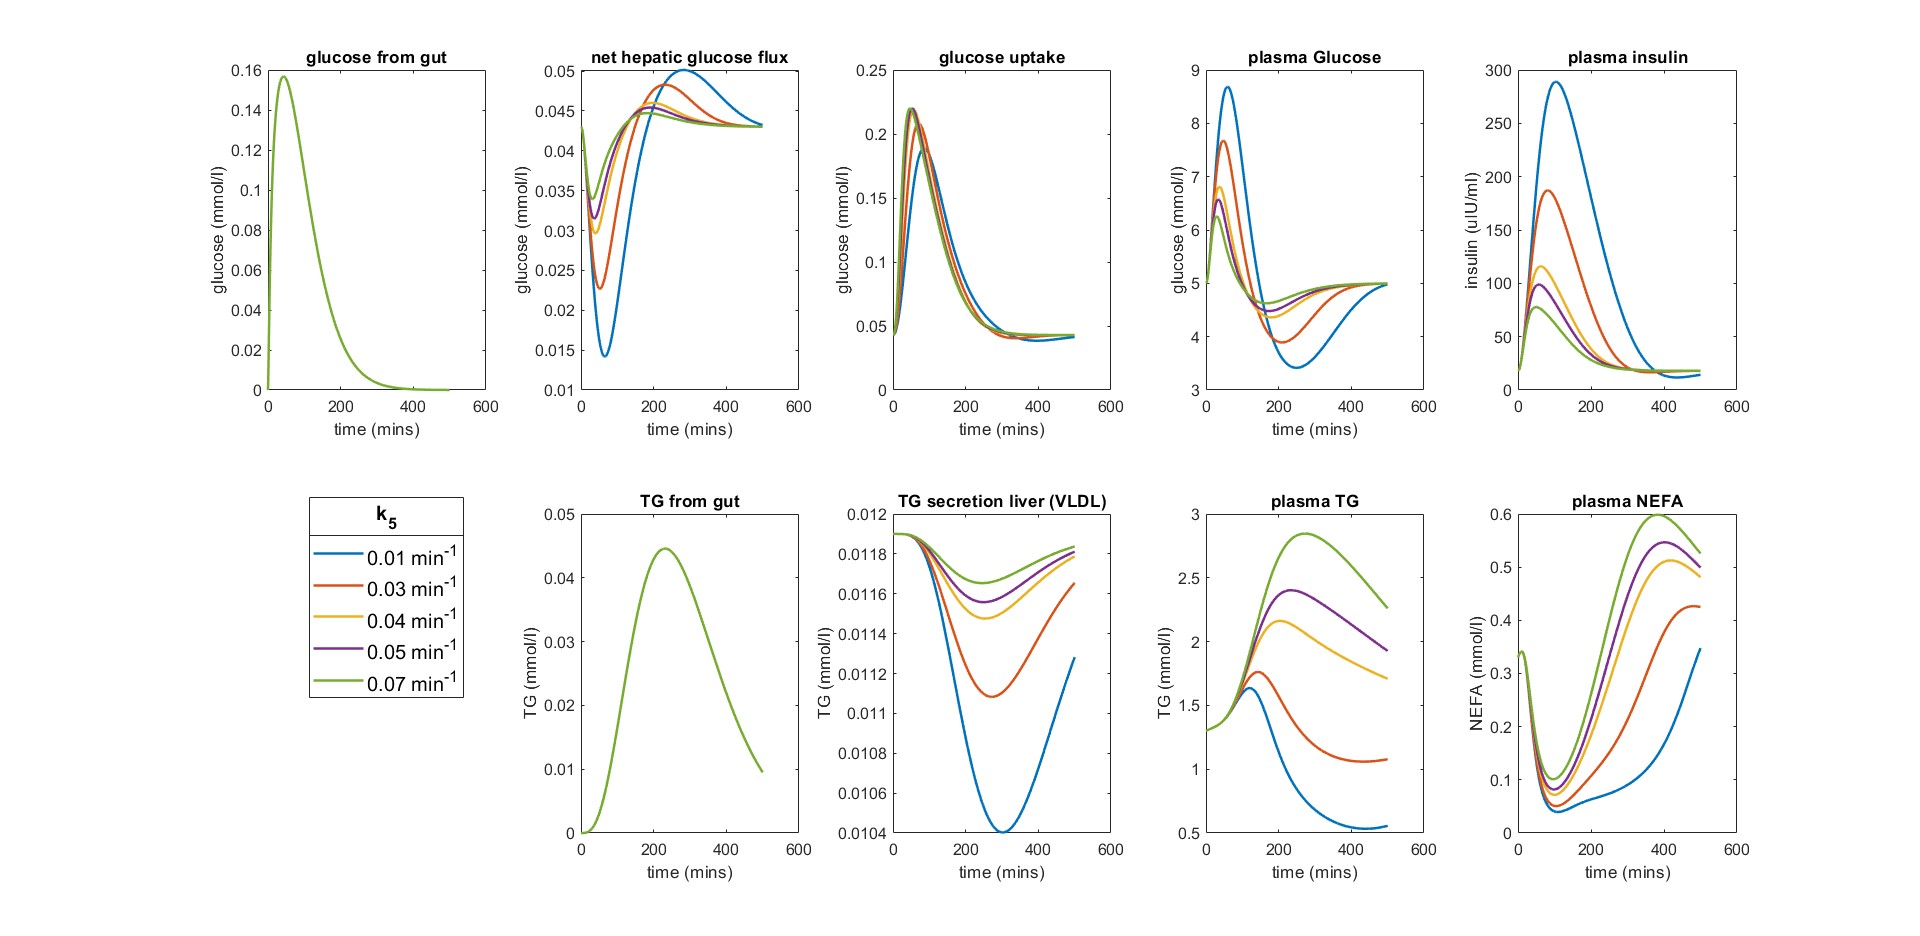 glucose from gut
0.16
0.14
0.12
0.1
0.08
0.06
0.04
0.02
0
0 200 400 600
glucose (mmol/l)
time (mins)
net hepatic glucose flux
0.05
0.045
0.04
0.035
0.03
0.025
0.02
0.015
0.01
0 200 400 600
glucose (mmol/l)
time (mins)
glucose uptake
0.25
0.2
0.15
0.1
0.05
0
0 200 400 600
glucose (mmol/l)
time (mins)
plasma Glucose
9
8
7
6
5
4
3
0 200 400 600
glucose (mmol/l)
time (mins)
plasma insulin
300
250
200
150
100
50
0
0 200 400 600
insulin (uIU/ml)
time (mins)
k5
0.01 min-1
0.03 min-1
0.04 min-1
0.05 min-1
0.07 min-1
TG from gut
0.05
0.04
0.03
0.02
0.01
0
0 200 400 600
TG (mmol/l)
time (mins)
TG secretion liver (VLDL)
0.012
0.0118
0.0116
0.0114
0.0112
0.011
0.0108
0.0106
0.0104
0 200 400 600
TG (mmol/l)
time (mins)
plasma TG
3
2.5
2
1.5
1
0.5
0 200 400 600
TG (mmol/l)
time (mins)
plasma NEFA
0.6
0.5
0.4
0.3
0.2
0.1
0
0 200 400 600
NEFA (mmol/l)
time (mins)